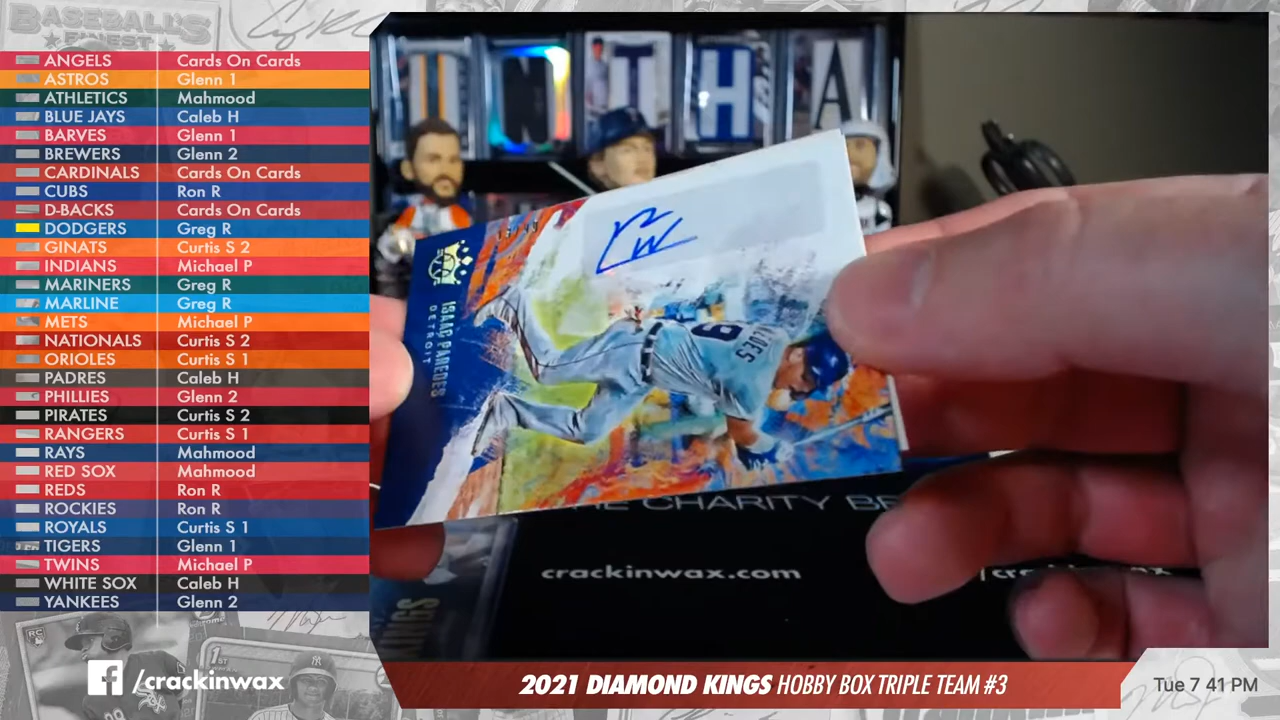 BASEBALL'S
FINEST
ANGELS Cards On Cards
ASTROS Glenn 1
ATHLETICS Mahmood
BLUE JAYS Caleb H
BARVES Glenn 1
BREWERS Glenn 2
CARDINALS Cards On Cards
CUBS Ron R
D-BACKS Cards On Cards
DODGERS Greg R
GINATS Curtis S 2
INDIANS Michael P
MARINERS Greg R
MARLINE Greg R
METS Michael P
NATIONALS Curtis S 2
ORIOLES Curtis S 1
PADRES Caleb H
PHILLIES Glenn 2
PIRATES Curtis S 2
RANGERS Curtis S 1
RAYS Mahmood
RED SOX Mahmood
REDS Ron R
ROCKIES Ron R
ROYALS Curtis S 1
TIGERS Glenn 1
TWINS Michael P
WHITE SOX Caleb H
YANKEES Glenn 2
RC
1ST
/crackinwax
I N T H A
ISAAC PAREDES
DETROIT
THE CHARITY BR
crackinwax.com
2021 DIAMOND KINGS HOBBY BOX TRIPLE TEAM #3
Tue 7 41 PM